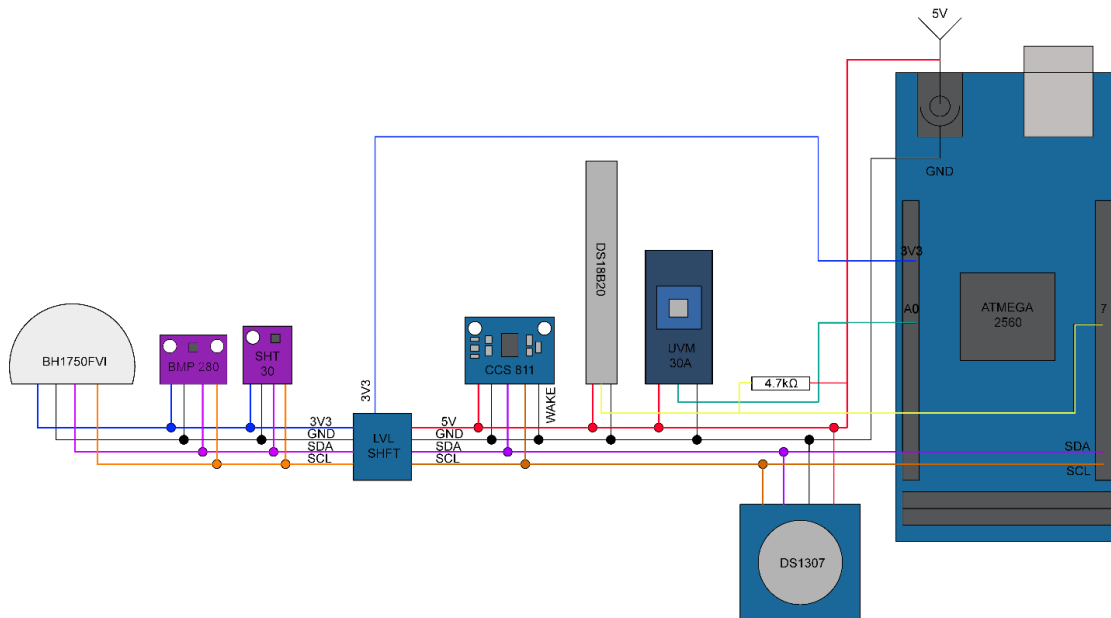 5V
GND
3V3
DS18B20
A0
ATMEGA
2560
7
UVM
30A
BH1750FVI
BMP 280
SHT
30
CCS 811
WAKE
4.7kΩ
3V3
3V3
GND
SDA
SCL
LVL
SHFT
5V
GND
SDA
SCL
SDA
SCL
DS1307